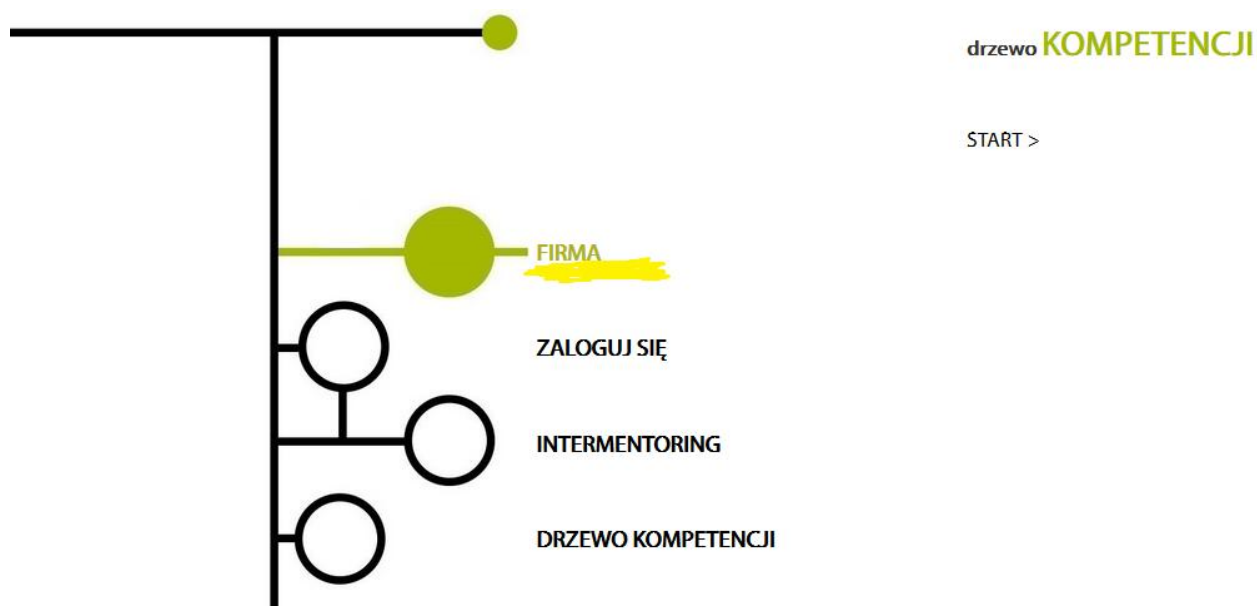 drzewo KOMPETENCJI
START >
FIRMA
ZALOGUJ SIĘ
INTERMENTORING
DRZEWO KOMPETENCJI